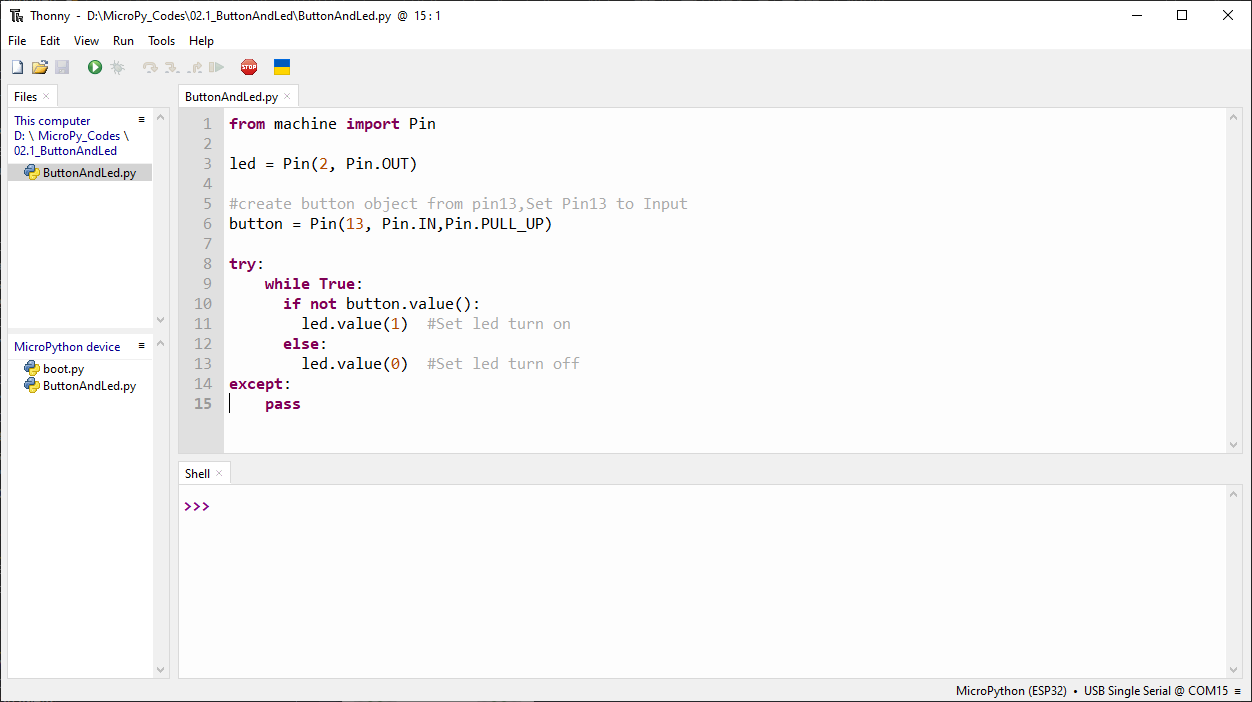 Thonny - D:\MicroPy_Codes\02.1_ButtonAndLed\ButtonAndLed.py @ 15 : 1
File Edit View Run Tools Help
STOP
Files
This computer
D: \ MicroPy_Codes \
02.1_ButtonAndLed
ButtonAndLed.py
MicroPython device
boot.py
ButtonAndLed.py
ButtonAndLed.py
1 from machine import Pin
2
3 led = Pin(2, Pin.OUT)
4
5 #create button object from pin13,Set Pin13 to Input
6 button = Pin(13, Pin.IN,Pin.PULL_UP)
7
8 try:
9     while True:
10       if not button.value():
11         led.value(1)  #Set led turn on
12       else:
13         led.value(0)  #Set led turn off
14 except:
15     pass
Shell
>>>
MicroPython (ESP32) • USB Single Serial @ COM15 ≡